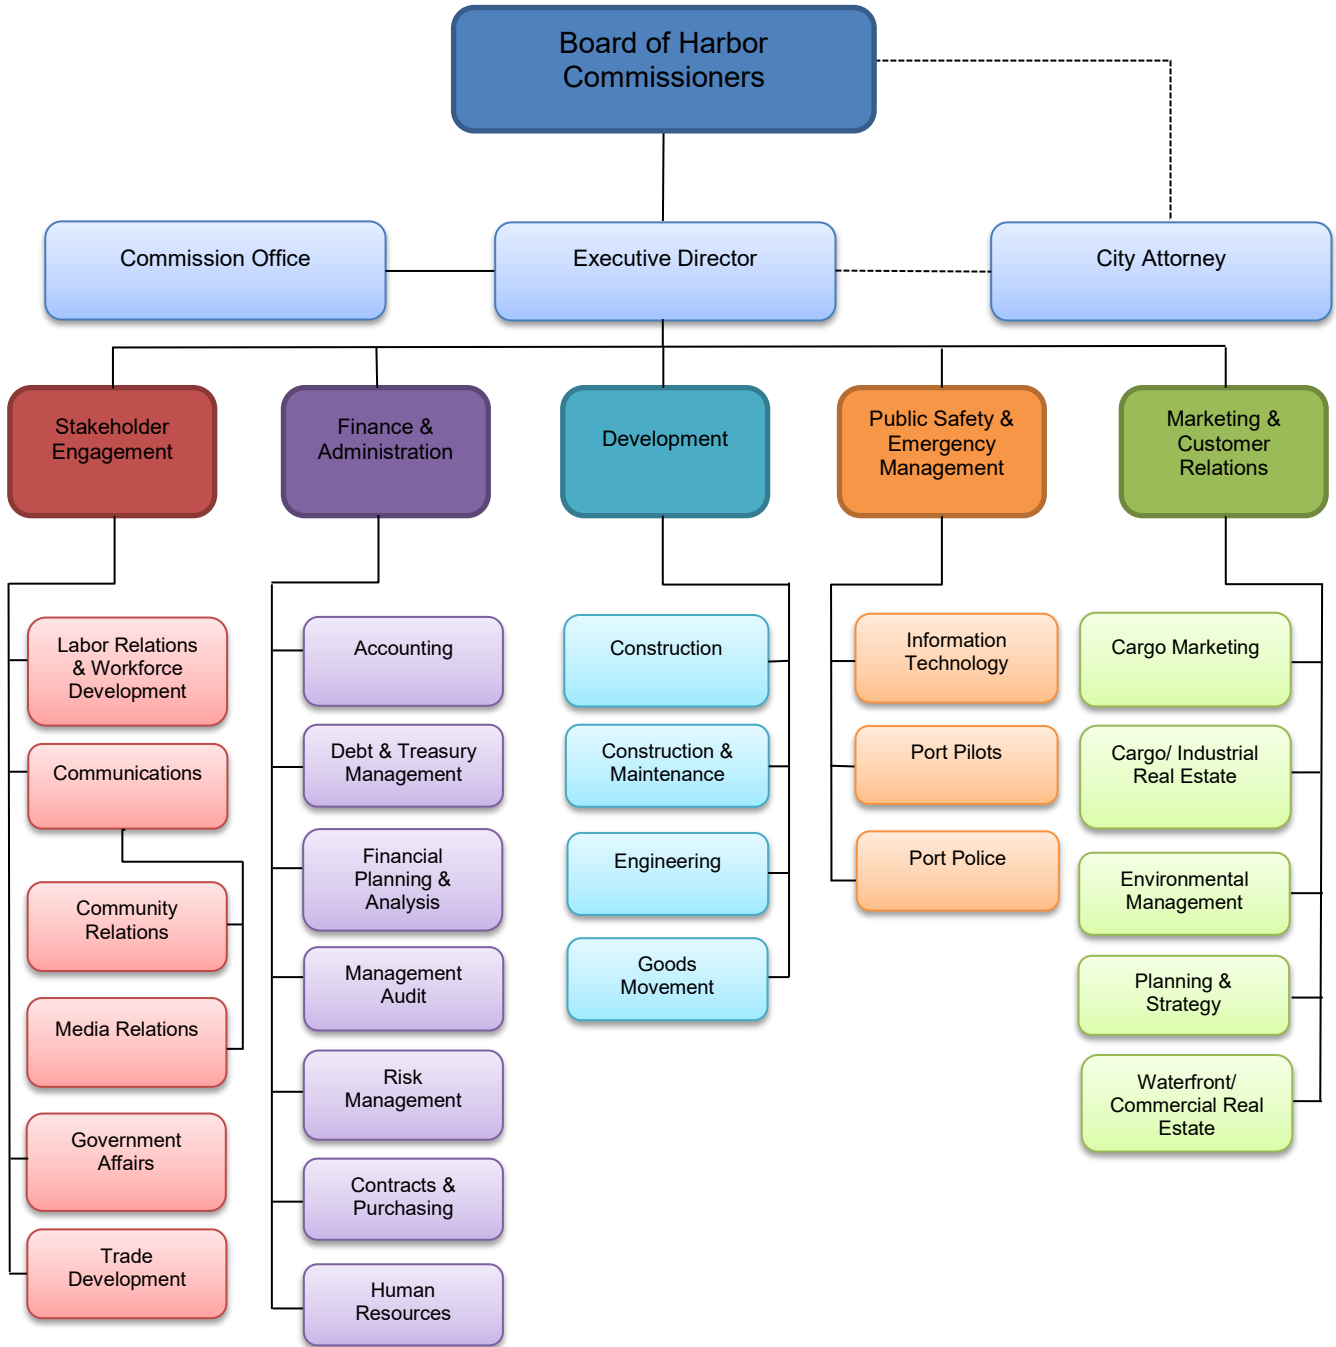 Board of Harbor
Commissioners
Commission Office
Executive Director
City Attorney
Stakeholder
Engagement
Finance &
Administration
Development
Public Safety &
Emergency
Management
Marketing &
Customer
Relations
Labor Relations
& Workforce
Development
Communications
Community
Relations
Media Relations
Government
Affairs
Trade
Development
Accounting
Debt & Treasury
Management
Financial
Planning &
Analysis
Management
Audit
Risk
Management
Contracts &
Purchasing
Human
Resources
Construction
Construction &
Maintenance
Engineering
Goods
Movement
Information
Technology
Port Pilots
Port Police
Cargo Marketing
Cargo/ Industrial
Real Estate
Environmental
Management
Planning &
Strategy
Waterfront/
Commercial Real
Estate